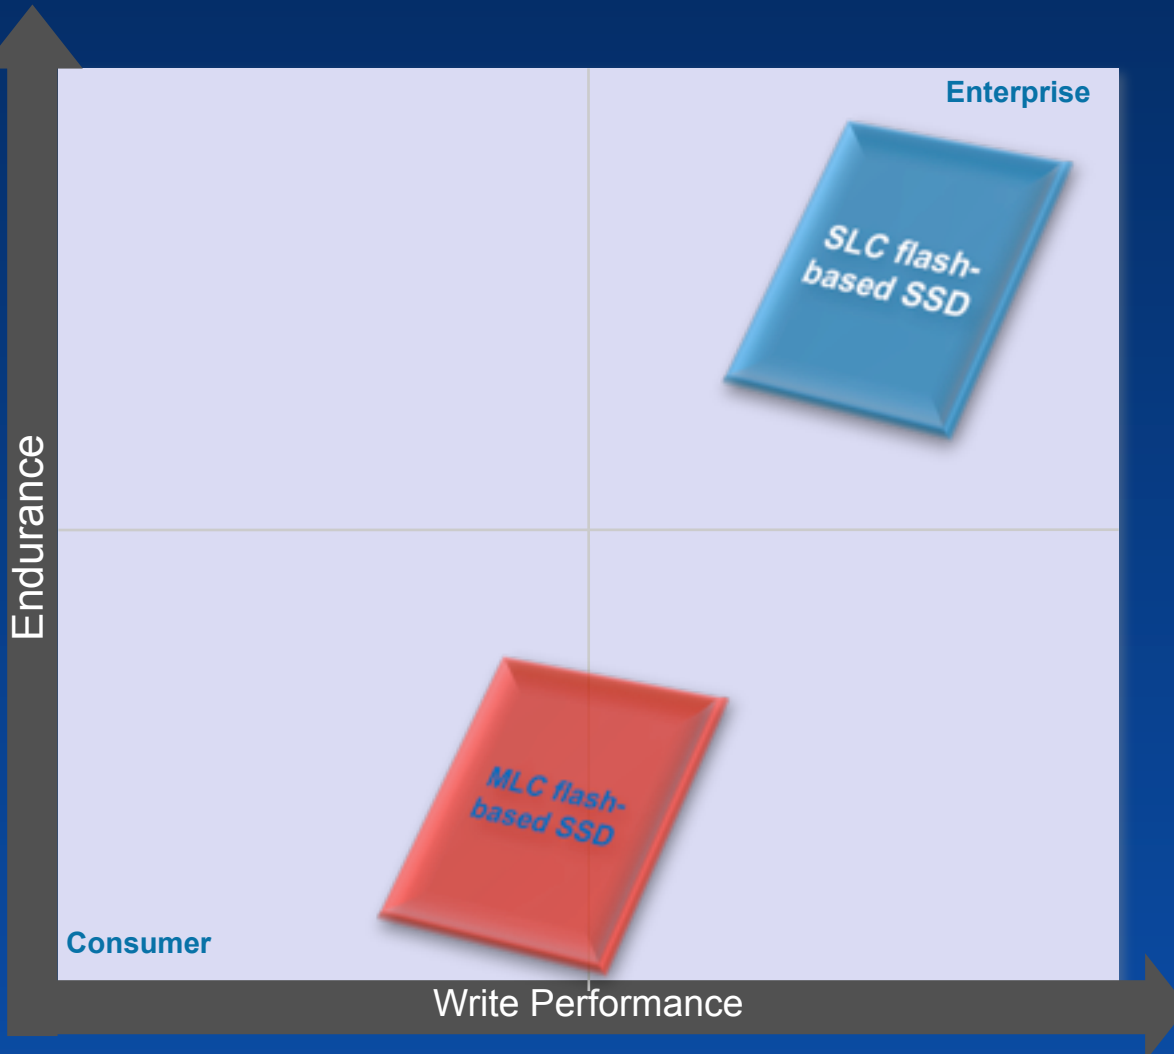 Enterprise
SLC flash-
based SSD
Endurance
MLC flash-
based SSD
Consumer
Write Performance